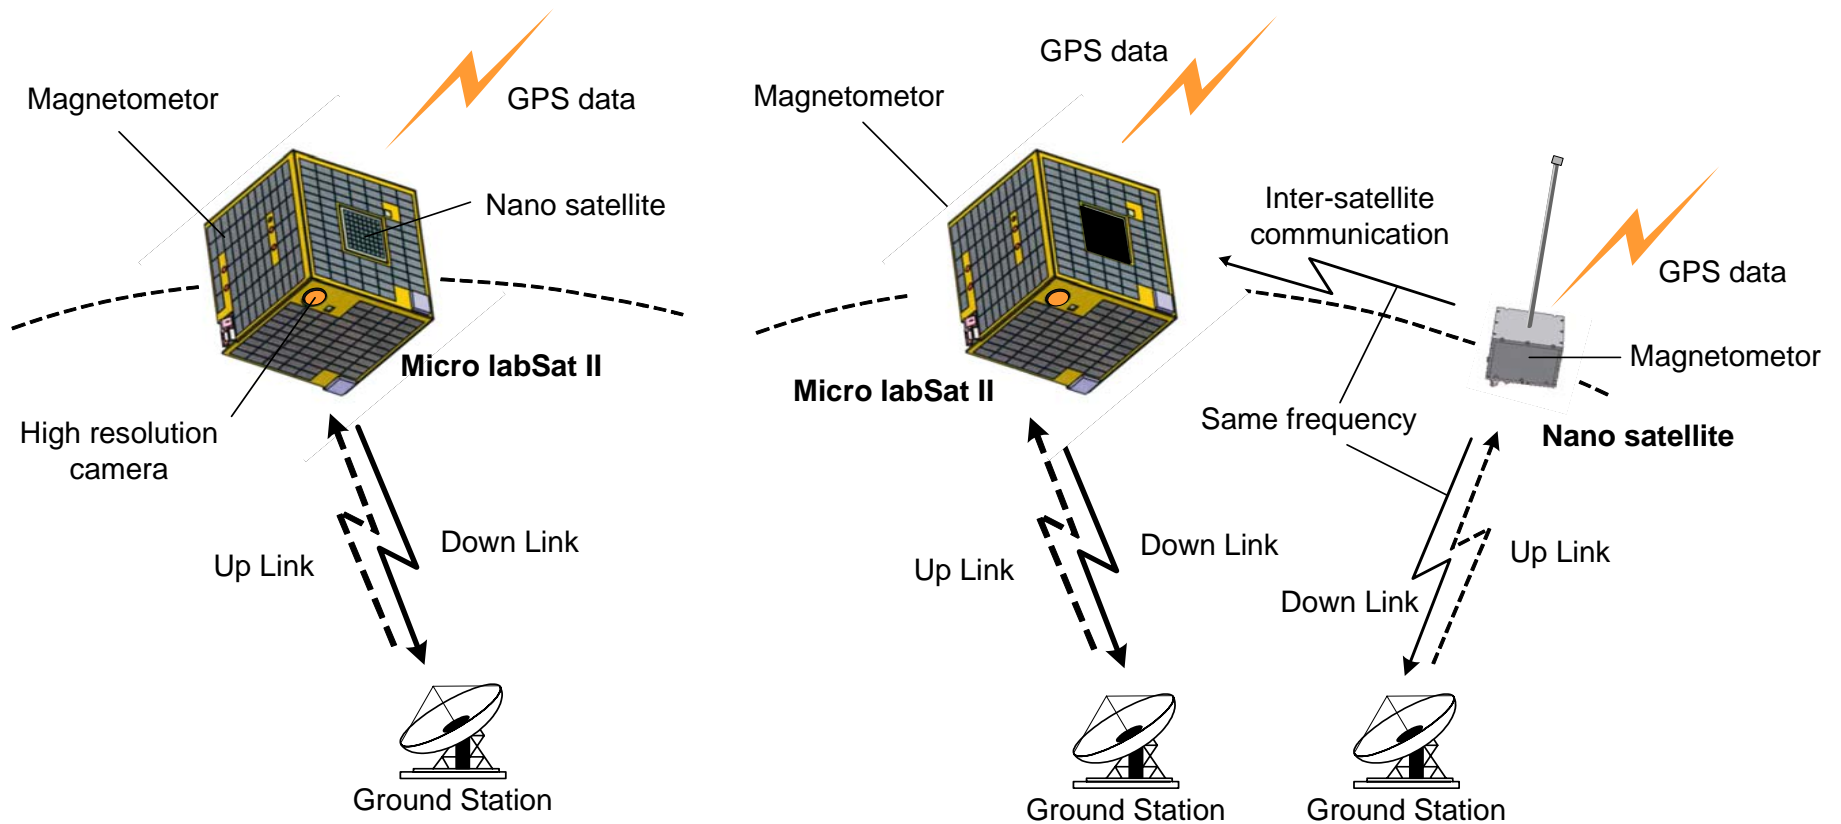 Magnetometor
GPS data
Nano satellite
Micro labSat II
High resolution
camera
Up Link
Down Link
Ground Station
GPS data
Magnetometor
Inter-satellite
communication
GPS data
Magnetometor
Micro labSat II
Same frequency
Nano satellite
Down Link
Up Link
Up Link
Down Link
Ground Station
Ground Station